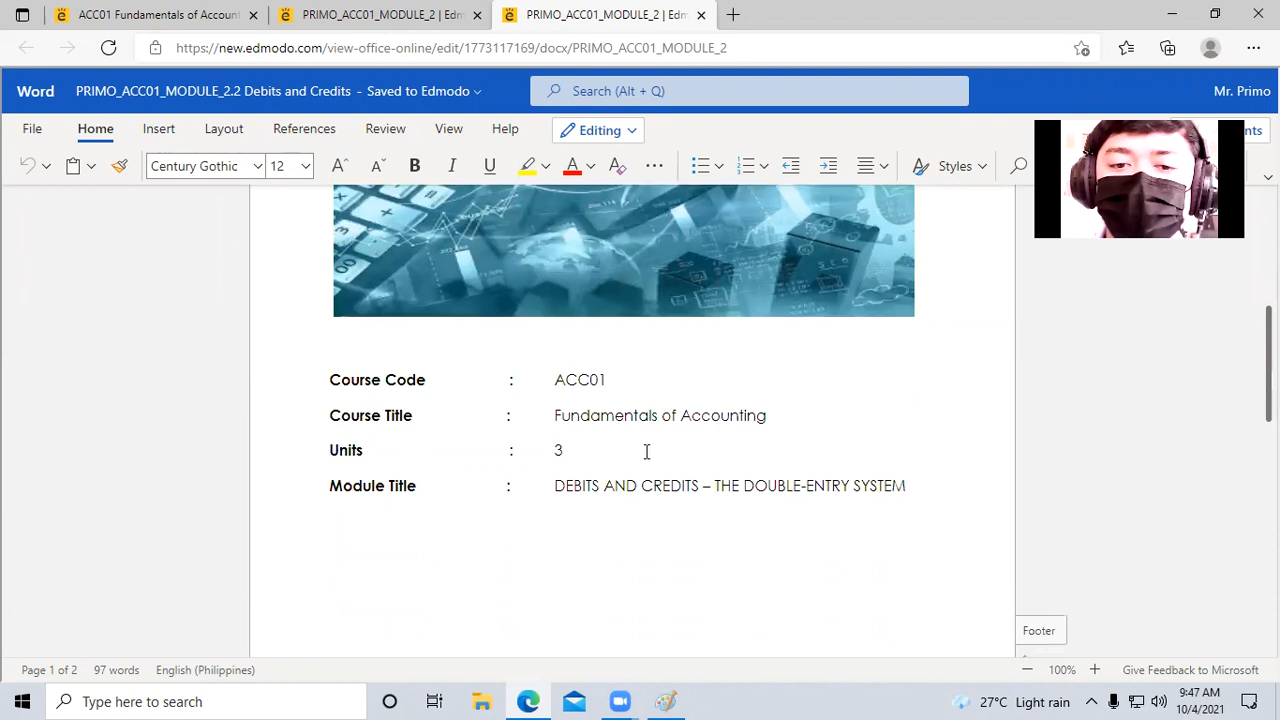 ACC01 Fundamentals of Accoun
PRIMO_ACC01_MODULE_2 | Edm
PRIMO_ACC01_MODULE_2 | Edm
https://new.edmodo.com/view-office-online/edit/1773117169/docx/PRIMO_ACC01_MODULE_2
Word PRIMO_ACC01_MODULE_2.2 Debits and Credits - Saved to Edmodo Search (Alt + Q) Mr. Primo
File Home Insert Layout References Review View Help Editing
Century Gothic 12 Styles
Course Code : ACC01
Course Title : Fundamentals of Accounting
Units : 3
Module Title : DEBITS AND CREDITS – THE DOUBLE-ENTRY SYSTEM
Footer
Page 1 of 2 97 words English (Philippines) 100% Give Feedback to Microsoft
Type here to search 27°C Light rain 9:47 AM
10/4/2021